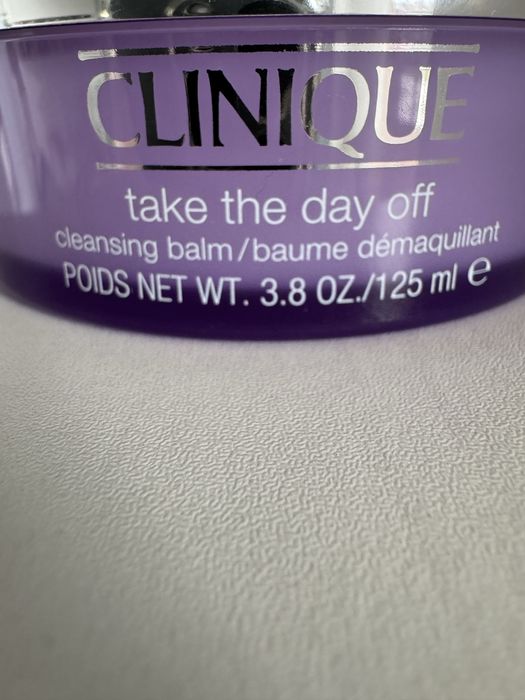 CLINIQUE
take the day off
cleansing balm/baume démaquillant
POIDS NET WT. 3.8 OZ./125 ml ℮